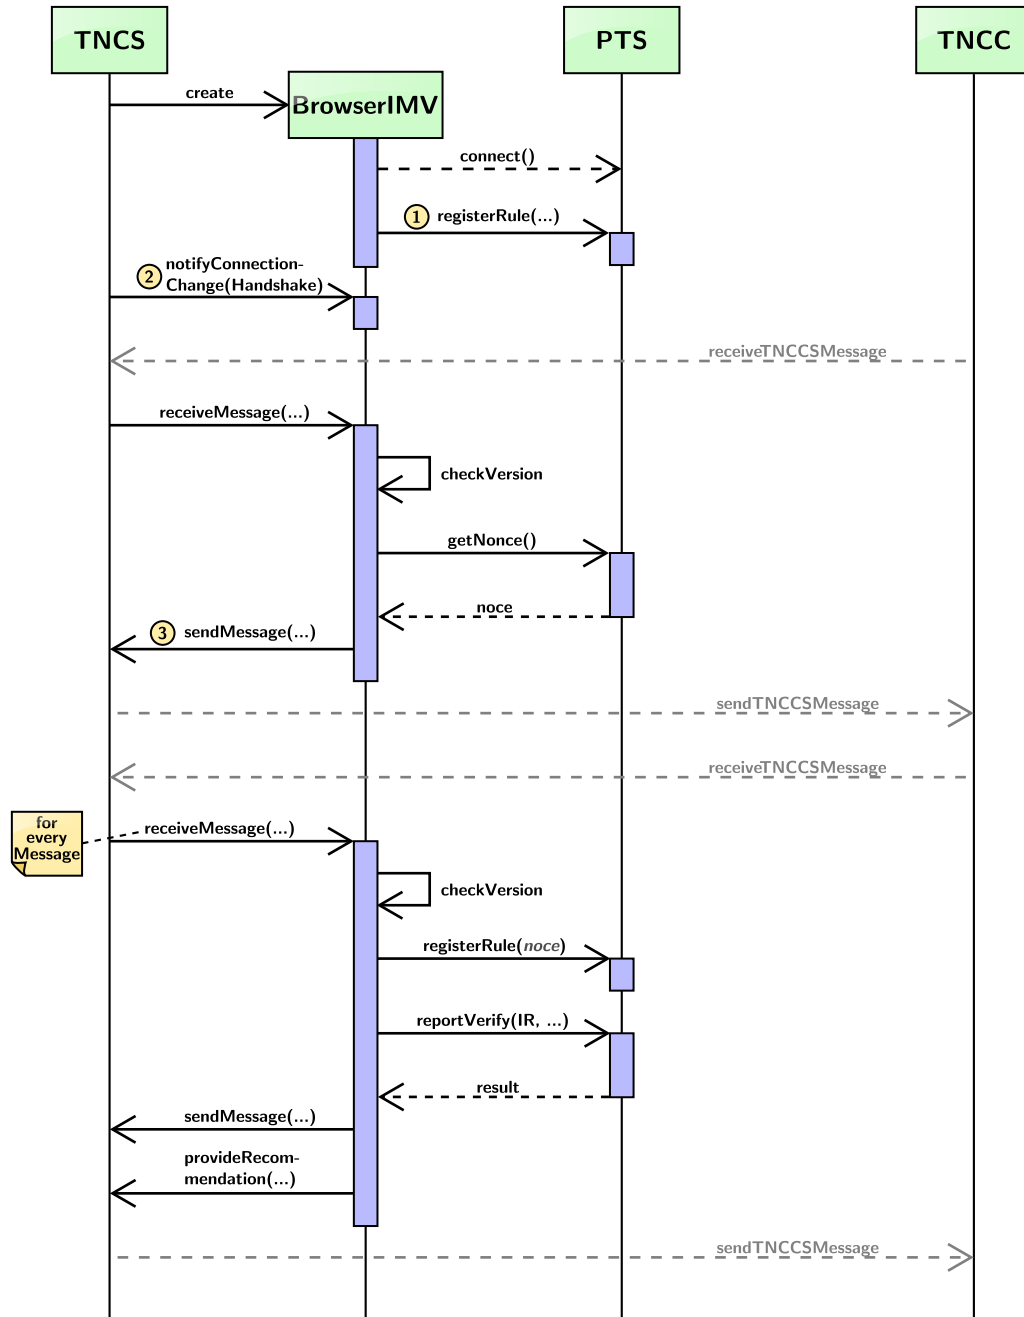 TNCS
PTS
TNCC
create
BrowserIMV
connect()
1 registerRule(...)
notifyConnection-
2
Change(Handshake)
receiveTNCCSMessage
receiveMessage(...)
checkVersion
getNonce()
noce
3 sendMessage(...)
sendTNCCSMessage
receiveTNCCSMessage
for
every
Message
receiveMessage(...)
checkVersion
registerRule(noce)
reportVerify(IR, ...)
result
sendMessage(...)
provideRecom-
mendation(...)
sendTNCCSMessage